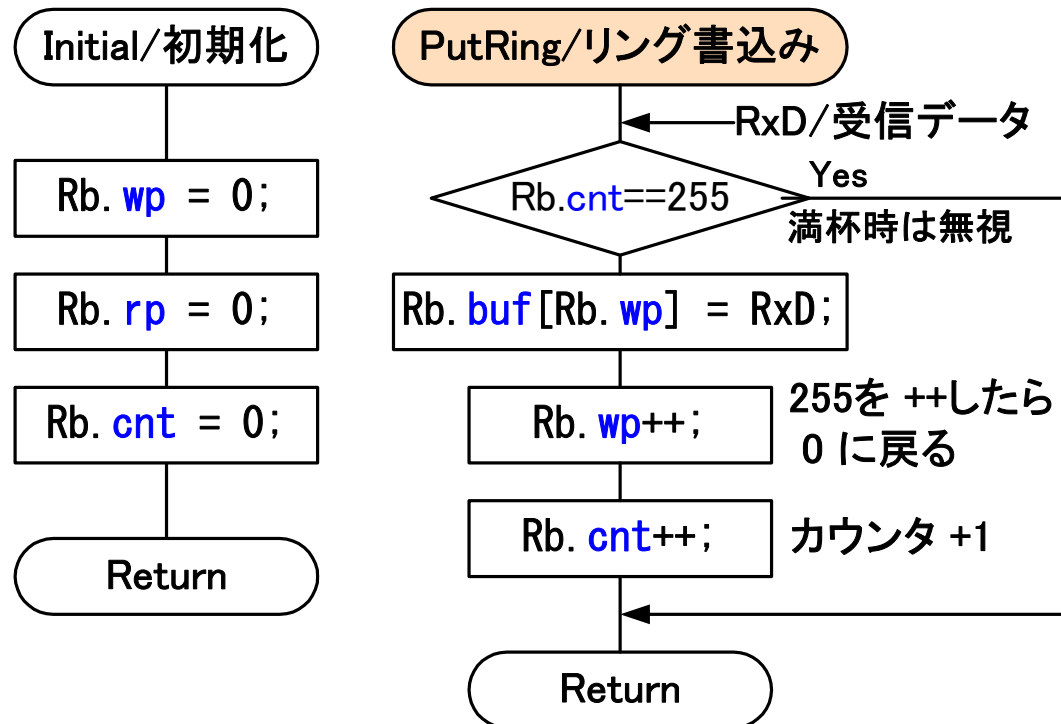 Initial/初期化
Rb.wp = 0;
Rb.rp = 0;
Rb.cnt = 0;
Return
PutRing/リング書込み
RxD/受信データ
Rb.cnt==255
Yes
満杯時は無視
Rb.buf[Rb.wp] = RxD;
Rb.wp++;
255を ++したら
0 に戻る
Rb.cnt++;
カウンタ +1
Return